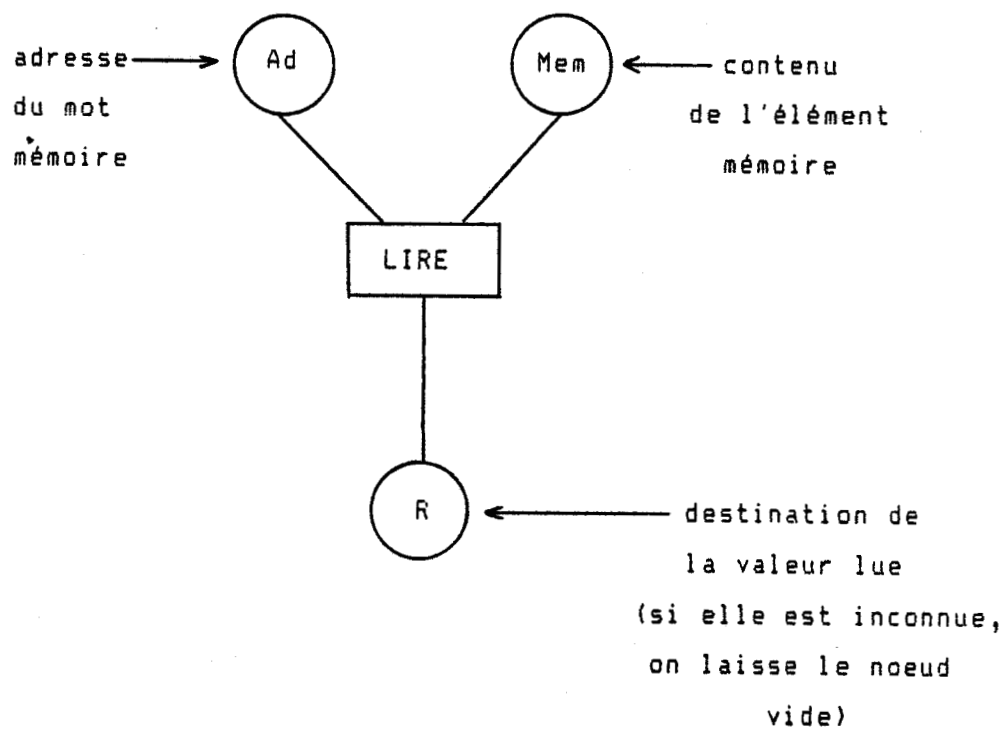 adresse
du mot
mémoire
Ad
Mem
contenu
de l'élément
mémoire
LIRE
R
destination de
la valeur lue
(si elle est inconnue,
on laisse le noeud
vide)